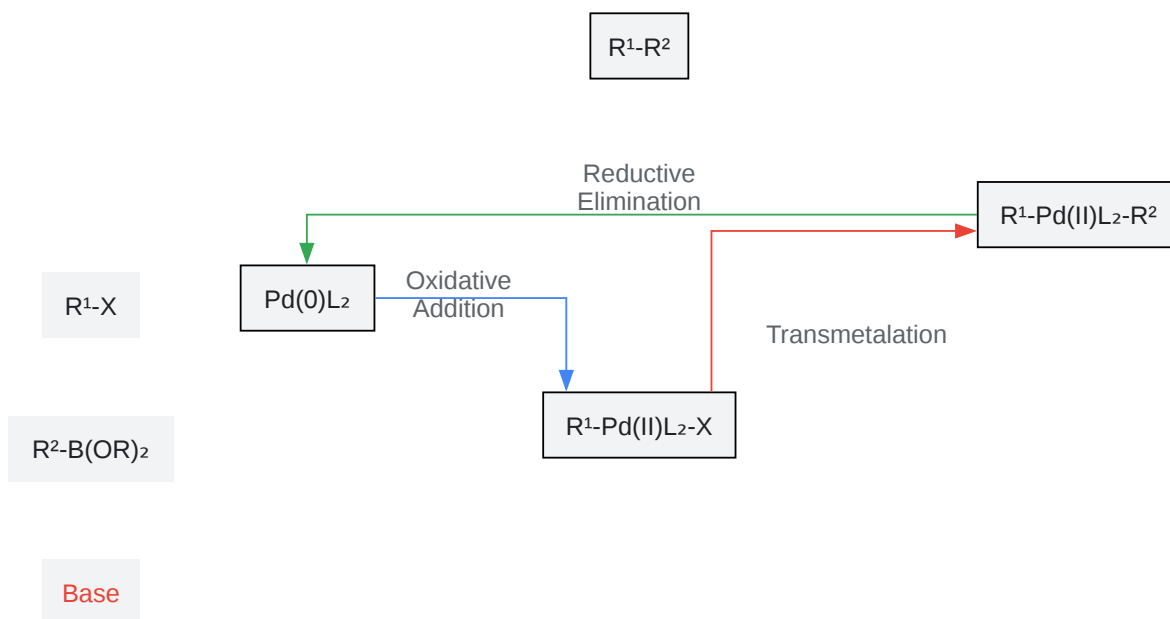 R¹-R²
Reductive
Elimination
R¹-Pd(II)L₂-R²
R¹-X
Pd(0)L₂
Oxidative
Addition
Transmetalation
R²-B(OR)₂
R¹-Pd(II)L₂-X
Base